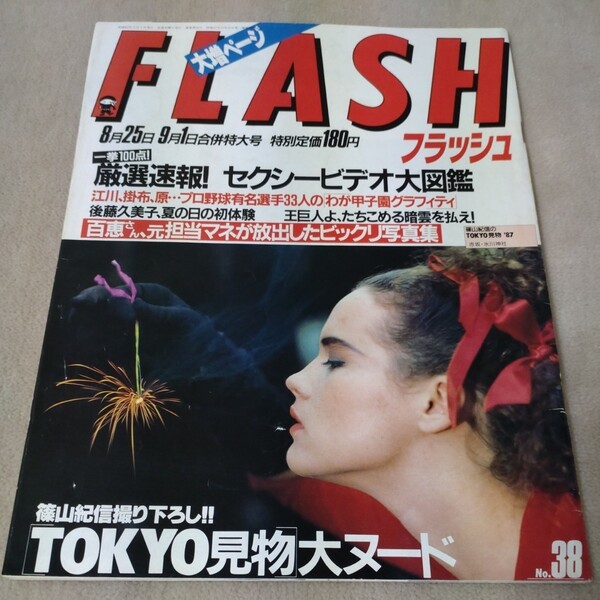 大増ページ
FLASH
フラッシュ
8月25日 9月1日合併特大号 特別定価180円
一挙100点!
厳選速報! セクシービデオ大図鑑
江川、掛布、原…プロ野球有名選手33人の「わが甲子園グラフィティ」
後藤久美子、夏の日の初体験 王巨人よ、たちこめる暗雲を払え!
百恵さん、元担当マネが放出したビックリ写真集
篠山紀信の
TOKYO見物 '87
赤坂・氷川神社
篠山紀信撮り下ろし!!
「TOKYO見物」大ヌード
No.38